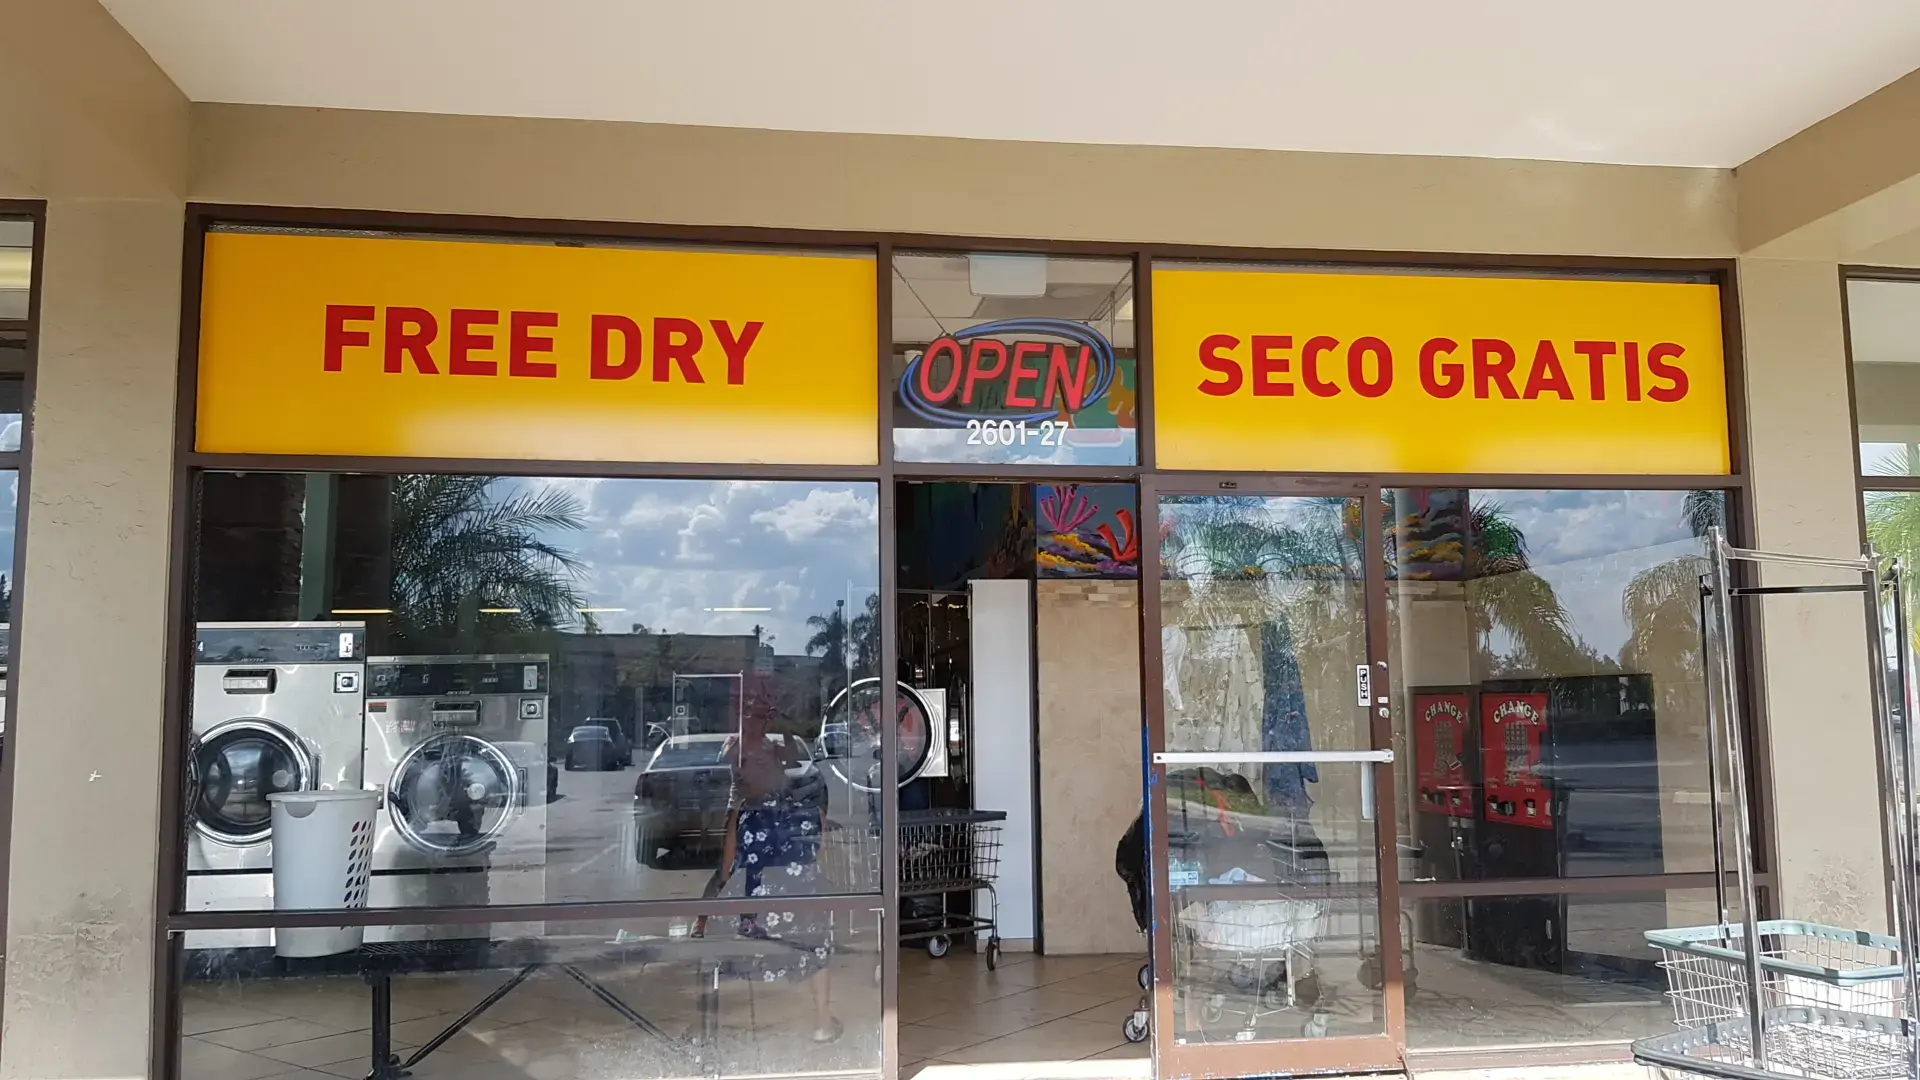 FREE DRY
OPEN
2601-27
SECO GRATIS
PUSH
CHANGE
CHANGE